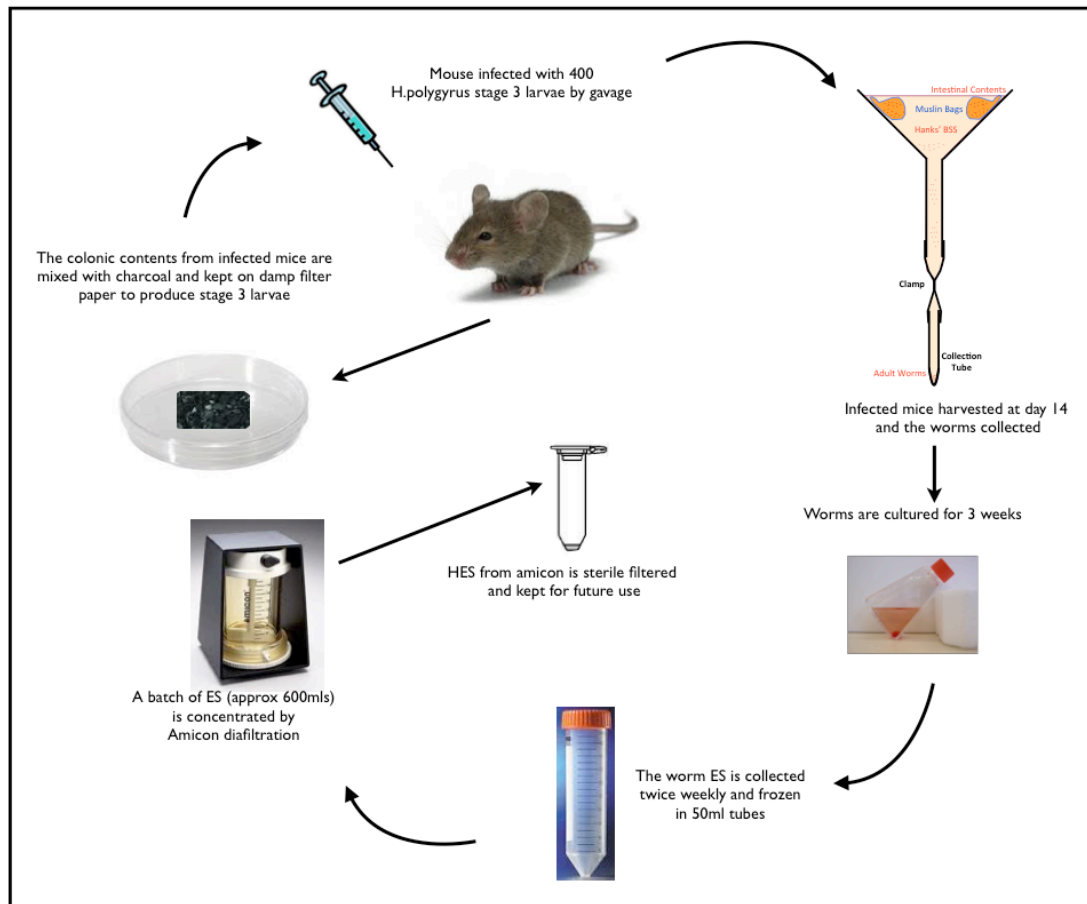 Mouse infected with 400
H.polygyrus stage 3 larvae by gavage
Intestinal Contents
Muslin Bags
Hanks' BSS
Clamp
Collection
Tube
Adult Worms
Infected mice harvested at day 14
and the worms collected
Worms are cultured for 3 weeks
The worm ES is collected
twice weekly and frozen
in 50ml tubes
A batch of ES (approx 600mls)
is concentrated by
Amicon diafiltration
amicon
HES from amicon is sterile filtered
and kept for future use
The colonic contents from infected mice are
mixed with charcoal and kept on damp filter
paper to produce stage 3 larvae